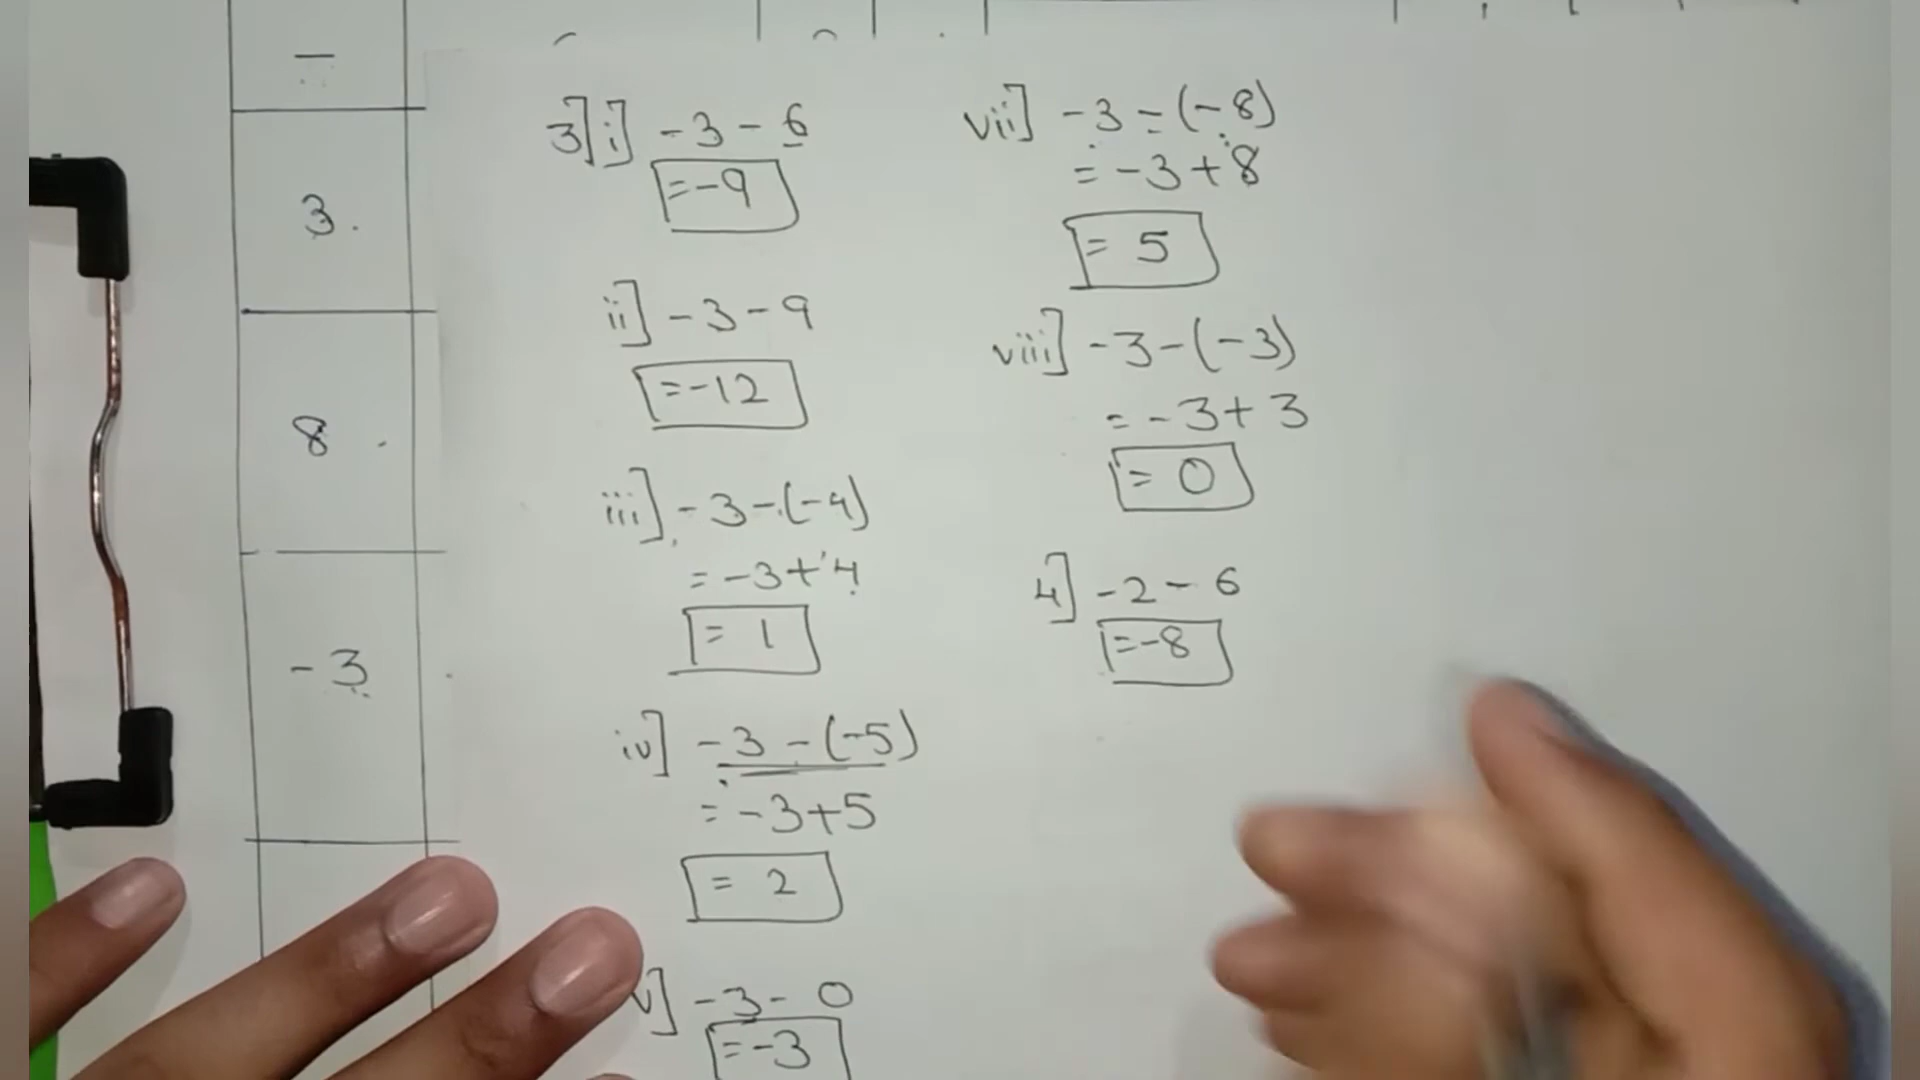 -
3.
8
-3
3] i] -3 - 6
= -9
ii] -3 - 9
= -12
iii] -3 - (-4)
= -3 + 4
= 1
iv] -3 - (-5)
= -3 + 5
= 2
v] -3 - 0
= -3
vii] -3 - (-8)
= -3 + 8
= 5
viii] -3 - (-3)
= -3 + 3
= 0
4] -2 - 6
= -8